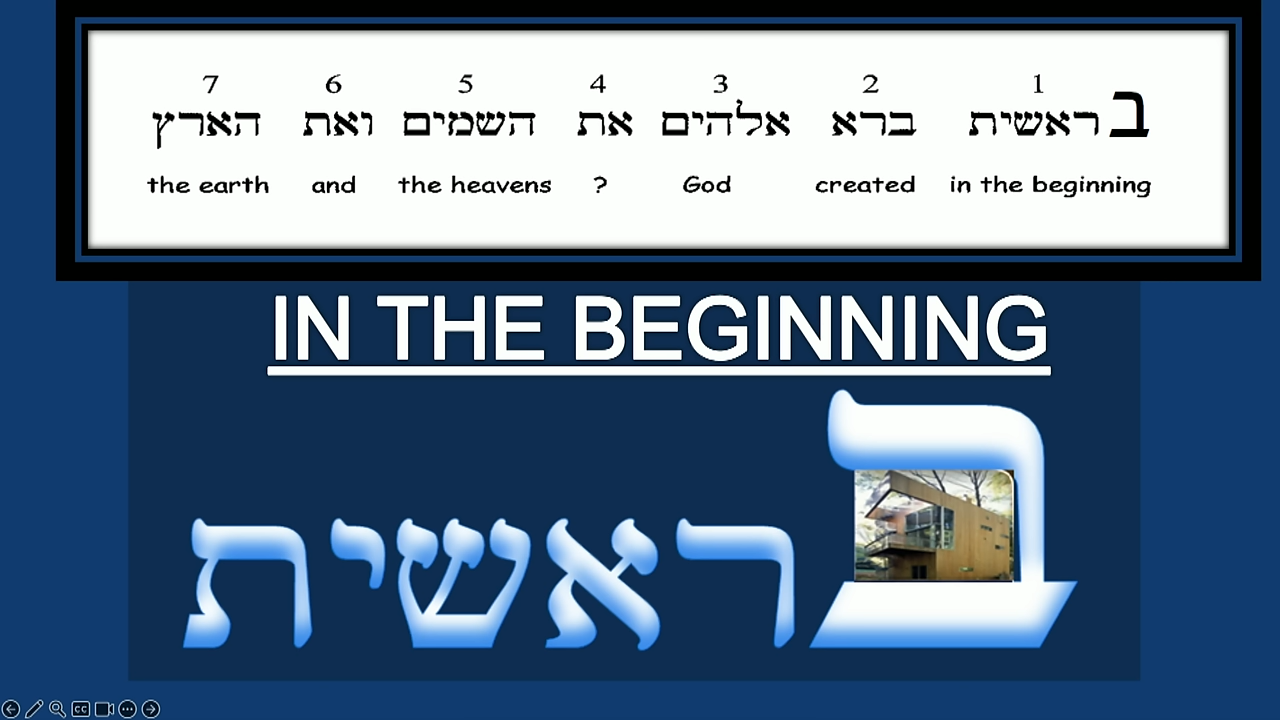 1 2 3 4 5 6 7
בראשית ברא אלהים את השמים ואת הארץ
in the beginning created God ? the heavens and the earth
IN THE BEGINNING
בראשית
CC